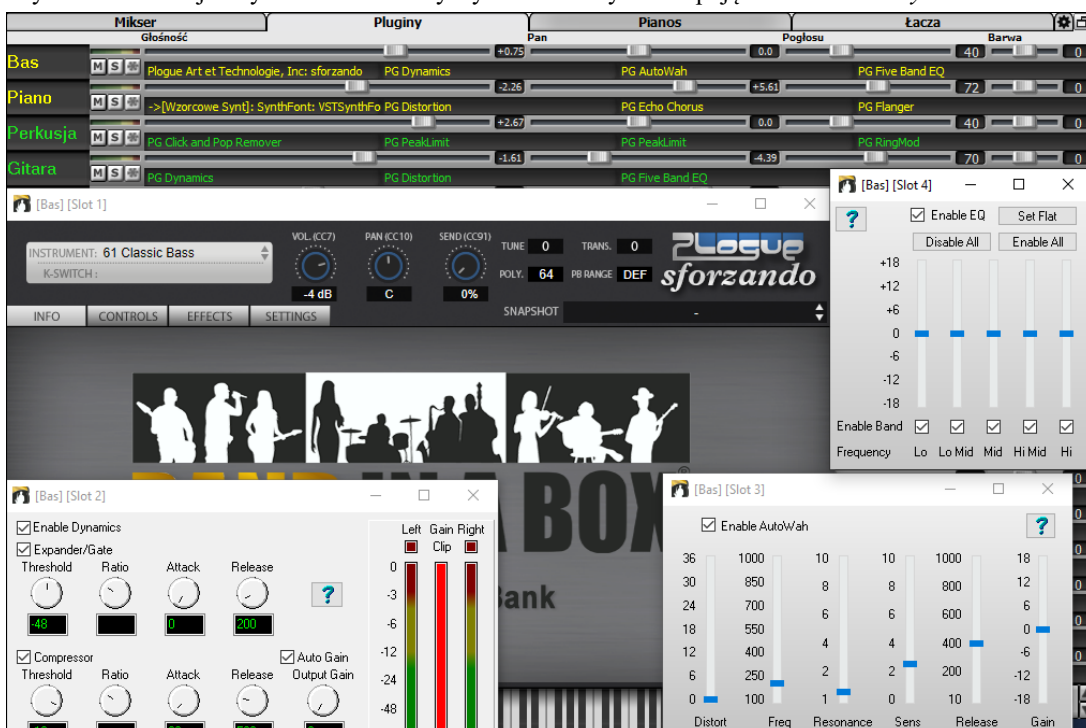 Mikser Pluginy Pianos Łacza
Głośność Pan Pogłosu Barwa
Bas M S +0.75 0.0 40 0
Plogue Art et Technologie, Inc: sforzando PG Dynamics PG AutoWah PG Five Band EQ
Piano M S -2.26 +5.61 72 0
->[Wzorcowe Synt]: SynthFont: VSTSynthFo PG Distortion PG Echo Chorus PG Flanger
Perkusja M S +2.67 0.0 40 0
PG Click and Pop Remover PG PeakLimit PG PeakLimit PG RingMod
Gitara M S -1.61 -4.39 70 0
PG Dynamics PG Distortion PG Five Band EQ
[Bas] [Slot 1]
INSTRUMENT: 61 Classic Bass
K-SWITCH :
VOL. (CC7) PAN (CC10) SEND (CC91)
-4 dB C 0%
TUNE 0 TRANS. 0
POLY. 64 PB RANGE DEF
Plogue
sforzando
INFO CONTROLS EFFECTS SETTINGS
SNAPSHOT -
Bank
[Bas] [Slot 4]
? Enable EQ Set Flat
Disable All Enable All
+18
+12
+6
0
-6
-12
-18
Enable Band
Frequency Lo Lo Mid Mid Hi Mid Hi
[Bas] [Slot 2]
Enable Dynamics
Expander/Gate
Threshold Ratio Attack Release
?
-48 0 200
Compressor Auto Gain
Threshold Ratio Attack Release Output Gain
Left Gain Right
Clip
0
-3
-6
-12
-24
-48
[Bas] [Slot 3]
Enable AutoWah ?
36 1000 10 10 1000 18
30 850 8 8 800 12
24 700 6 6 600 6
18 550 4 4 400 0
12 400 2 2 200 -6
6 250 1 0 10 -12
0 100 -18
Distort Freq Resonance Sens Release Gain